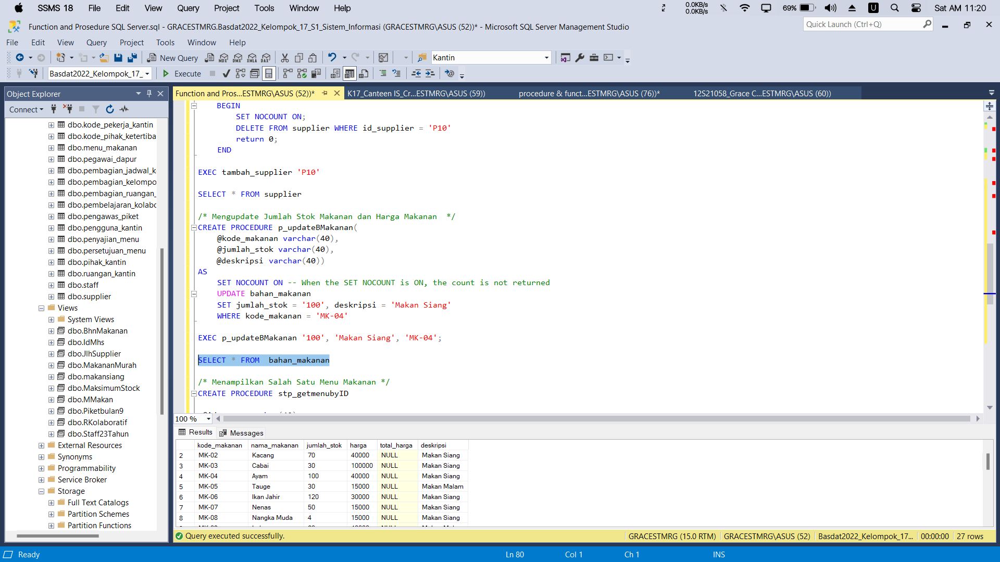 SSMS 18 File Edit View Query Project Tools Window Help 0.0KB/s 0.0KB/s 69% U Sat AM 11:20
Function and Prosedure SQL Server.sql - GRACESTMRG.Basdat2022_Kelompok_17_S1_Sistem_Informasi (GRACESTMRG\ASUS (52))* - Microsoft SQL Server Management Studio
Quick Launch (Ctrl+Q)
File Edit View Query Project Tools Window Help
New Query MDX DMX XMLA DAX Kantin
Basdat2022_Kelompok_17_ Execute
Object Explorer
Connect
dbo.kode_pekerja_kantin
dbo.kode_pihak_ketertiba
dbo.menu_makanan
dbo.pegawai_dapur
dbo.pembagian_jadwal_k
dbo.pembagian_kelompo
dbo.pembagian_ruangan_
dbo.pembelajaran_kolabo
dbo.pengawas_piket
dbo.pengguna_kantin
dbo.penyajian_menu
dbo.persetujuan_menu
dbo.pihak_kantin
dbo.ruangan_kantin
dbo.staff
dbo.supplier
Views
System Views
dbo.BhnMakanan
dbo.IdMhs
dbo.JlhSupplier
dbo.MakananMurah
dbo.makansiang
dbo.MaksimumStock
dbo.MMakan
dbo.Piketbulan9
dbo.RKolaboratif
dbo.Staff23Tahun
External Resources
Synonyms
Programmability
Service Broker
Storage
Full Text Catalogs
Partition Schemes
Partition Functions
Function and Pros...ESTMRG\ASUS (52))* K17_Canteen IS_Cr...ESTMRG\ASUS (59)) procedure & funct...ESTMRG\ASUS (76))* 12S21058_Grace C...ESTMRG\ASUS (60))
BEGIN
SET NOCOUNT ON;
DELETE FROM supplier WHERE id_supplier = 'P10'
return 0;
END
EXEC tambah_supplier 'P10'
SELECT * FROM supplier
/* Mengupdate Jumlah Stok Makanan dan Harga Makanan  */
CREATE PROCEDURE p_updateBMakanan(
@kode_makanan varchar(40),
@jumlah_stok varchar(40),
@deskripsi varchar(40))
AS
SET NOCOUNT ON -- When the SET NOCOUNT is ON, the count is not returned
UPDATE bahan_makanan
SET jumlah_stok = '100', deskripsi = 'Makan Siang'
WHERE kode_makanan = 'MK-04'
EXEC p_updateBMakanan '100', 'Makan Siang', 'MK-04';
SELECT * FROM  bahan_makanan
/* Menampilkan Salah Satu Menu Makanan */
CREATE PROCEDURE stp_getmenubyID
100 %
Results Messages
kode_makanan nama_makanan jumlah_stok harga total_harga deskripsi
2 MK-02 Kacang 70 40000 NULL Makan Siang
3 MK-03 Cabai 30 100000 NULL Makan Siang
4 MK-04 Ayam 100 40000 NULL Makan Siang
5 MK-05 Tauge 30 15000 NULL Makan Malam
6 MK-06 Ikan Jahir 120 30000 NULL Makan Siang
7 MK-07 Nenas 50 15000 NULL Makan Siang
8 MK-08 Nangka Muda 4 15000 NULL Makan Siang
Query executed successfully. GRACESTMRG (15.0 RTM) GRACESTMRG\ASUS (52) Basdat2022_Kelompok_17... 00:00:00 27 rows
Ready Ln 80 Col 1 Ch 1 INS